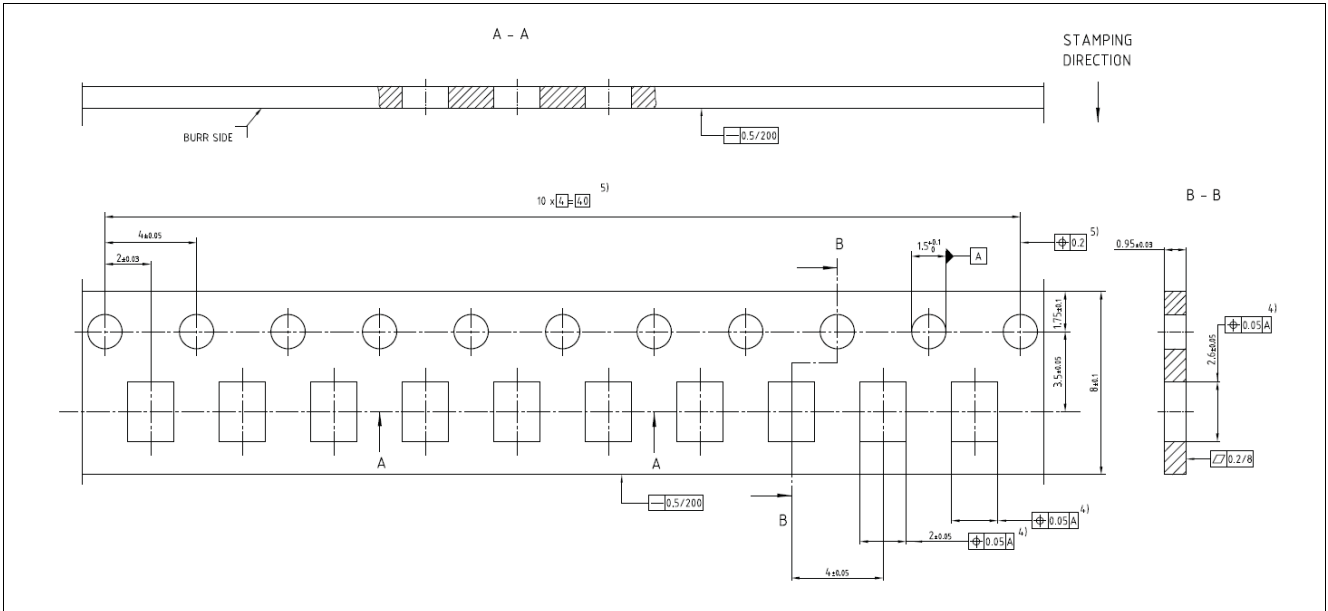 A - A
STAMPING
DIRECTION
BURR SIDE
⏤ 0.5/200
10 x 4 = 40 5)
B - B
4±0.05
2±0.03
B
1.5 +0.1 0
A
⌖ 0.2 5)
0.95±0.03
1.75±0.1
3.5±0.05
8±0.1
2.6±0.05
⌖ 0.05 A 4)
A
A
⏥ 0.2/8
⏤ 0.5/200
B
⌖ 0.05 A 4)
2±0.05
⌖ 0.05 A 4)
4±0.05